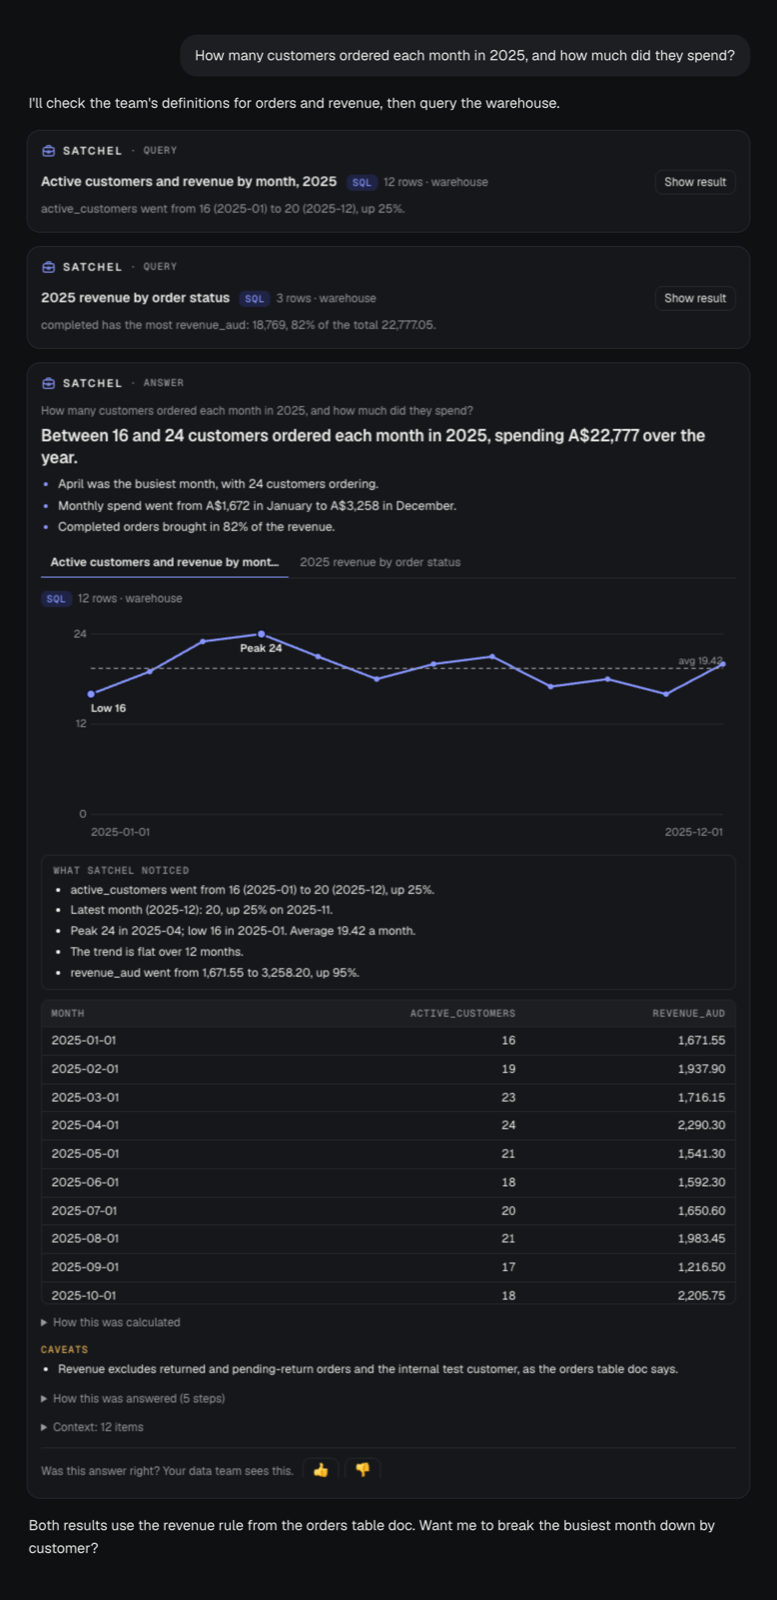 How many customers ordered each month in 2025, and how much did they spend?
I'll check the team's definitions for orders and revenue, then query the warehouse.
SATCHEL · QUERY
Active customers and revenue by month, 2025 SQL 12 rows · warehouse Show result
active_customers went from 16 (2025-01) to 20 (2025-12), up 25%.
SATCHEL · QUERY
2025 revenue by order status SQL 3 rows · warehouse Show result
completed has the most revenue_aud: 18,769, 82% of the total 22,777.05.
SATCHEL · ANSWER
How many customers ordered each month in 2025, and how much did they spend?
Between 16 and 24 customers ordered each month in 2025, spending A$22,777 over the
year.
• April was the busiest month, with 24 customers ordering.
• Monthly spend went from A$1,672 in January to A$3,258 in December.
• Completed orders brought in 82% of the revenue.
Active customers and revenue by mont... 2025 revenue by order status
SQL 12 rows · warehouse
24
Peak 24
avg 19.42
Low 16
12
0
2025-01-01 2025-12-01
WHAT SATCHEL NOTICED
• active_customers went from 16 (2025-01) to 20 (2025-12), up 25%.
• Latest month (2025-12): 20, up 25% on 2025-11.
• Peak 24 in 2025-04; low 16 in 2025-01. Average 19.42 a month.
• The trend is flat over 12 months.
• revenue_aud went from 1,671.55 to 3,258.20, up 95%.
MONTH ACTIVE_CUSTOMERS REVENUE_AUD
2025-01-01 16 1,671.55
2025-02-01 19 1,937.90
2025-03-01 23 1,716.15
2025-04-01 24 2,290.30
2025-05-01 21 1,541.30
2025-06-01 18 1,592.30
2025-07-01 20 1,650.60
2025-08-01 21 1,983.45
2025-09-01 17 1,216.50
2025-10-01 18 2,205.75
How this was calculated
CAVEATS
• Revenue excludes returned and pending-return orders and the internal test customer, as the orders table doc says.
How this was answered (5 steps)
Context: 12 items
Was this answer right? Your data team sees this.
Both results use the revenue rule from the orders table doc. Want me to break the busiest month down by
customer?